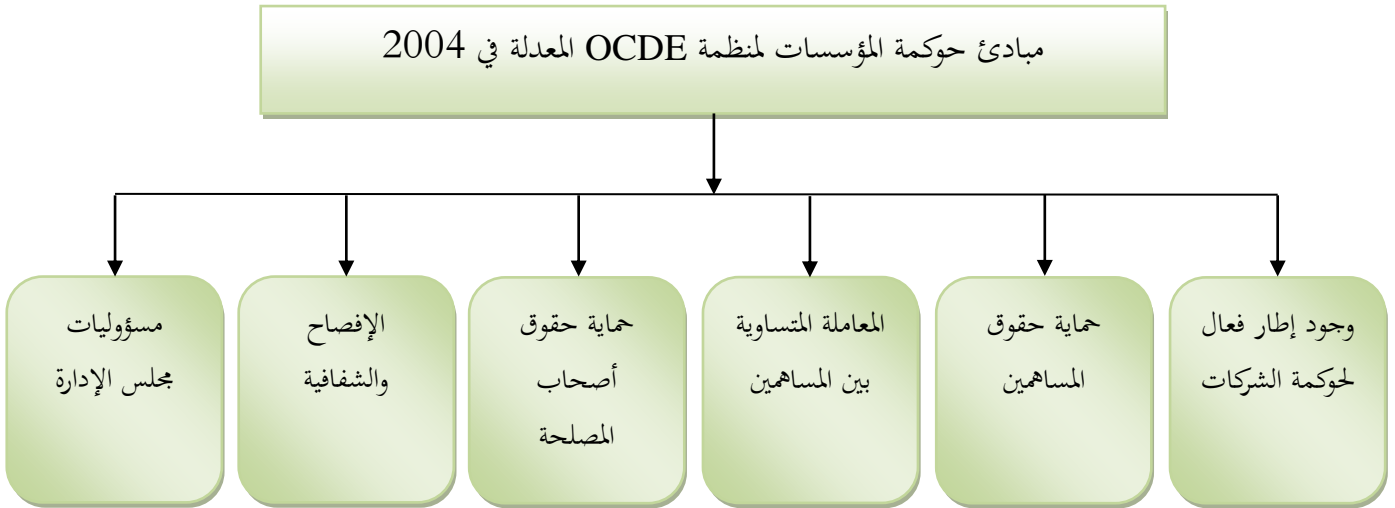 مبادئ حوكمة المؤسسات لمنظمة OCDE المعدلة في 2004
وجود إطار فعال
لحوكمة الشركات
حماية حقوق
المساهمين
المعاملة المتساوية
بين المساهمين
حماية حقوق
أصحاب
المصلحة
الإفصاح
والشفافية
مسؤوليات
مجلس الإدارة